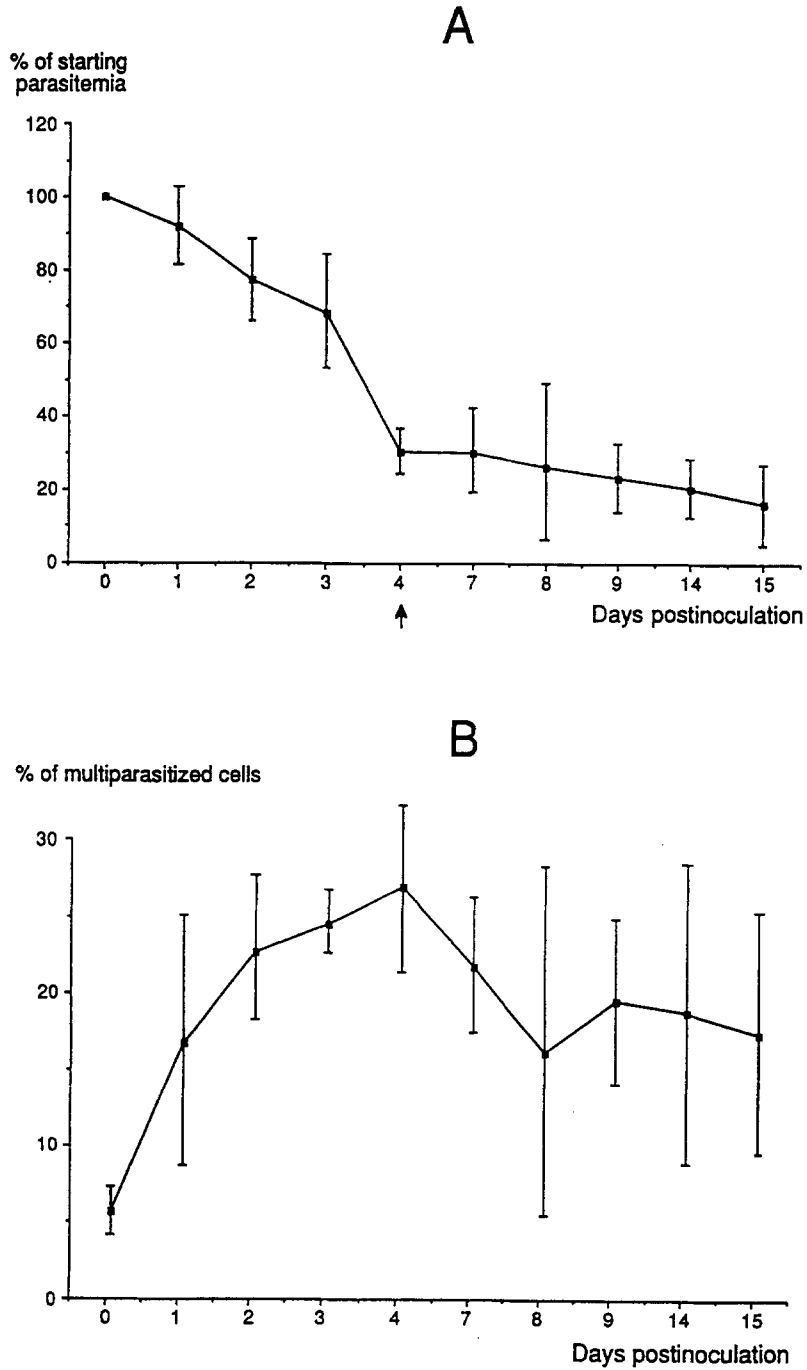 A
% of starting
parasitemia
120
100
80
60
40
20
0
0 1 2 3 4 7 8 9 14 15
Days postinoculation
B
% of multiparasitized cells
30
20
10
0
0 1 2 3 4 7 8 9 14 15
Days postinoculation